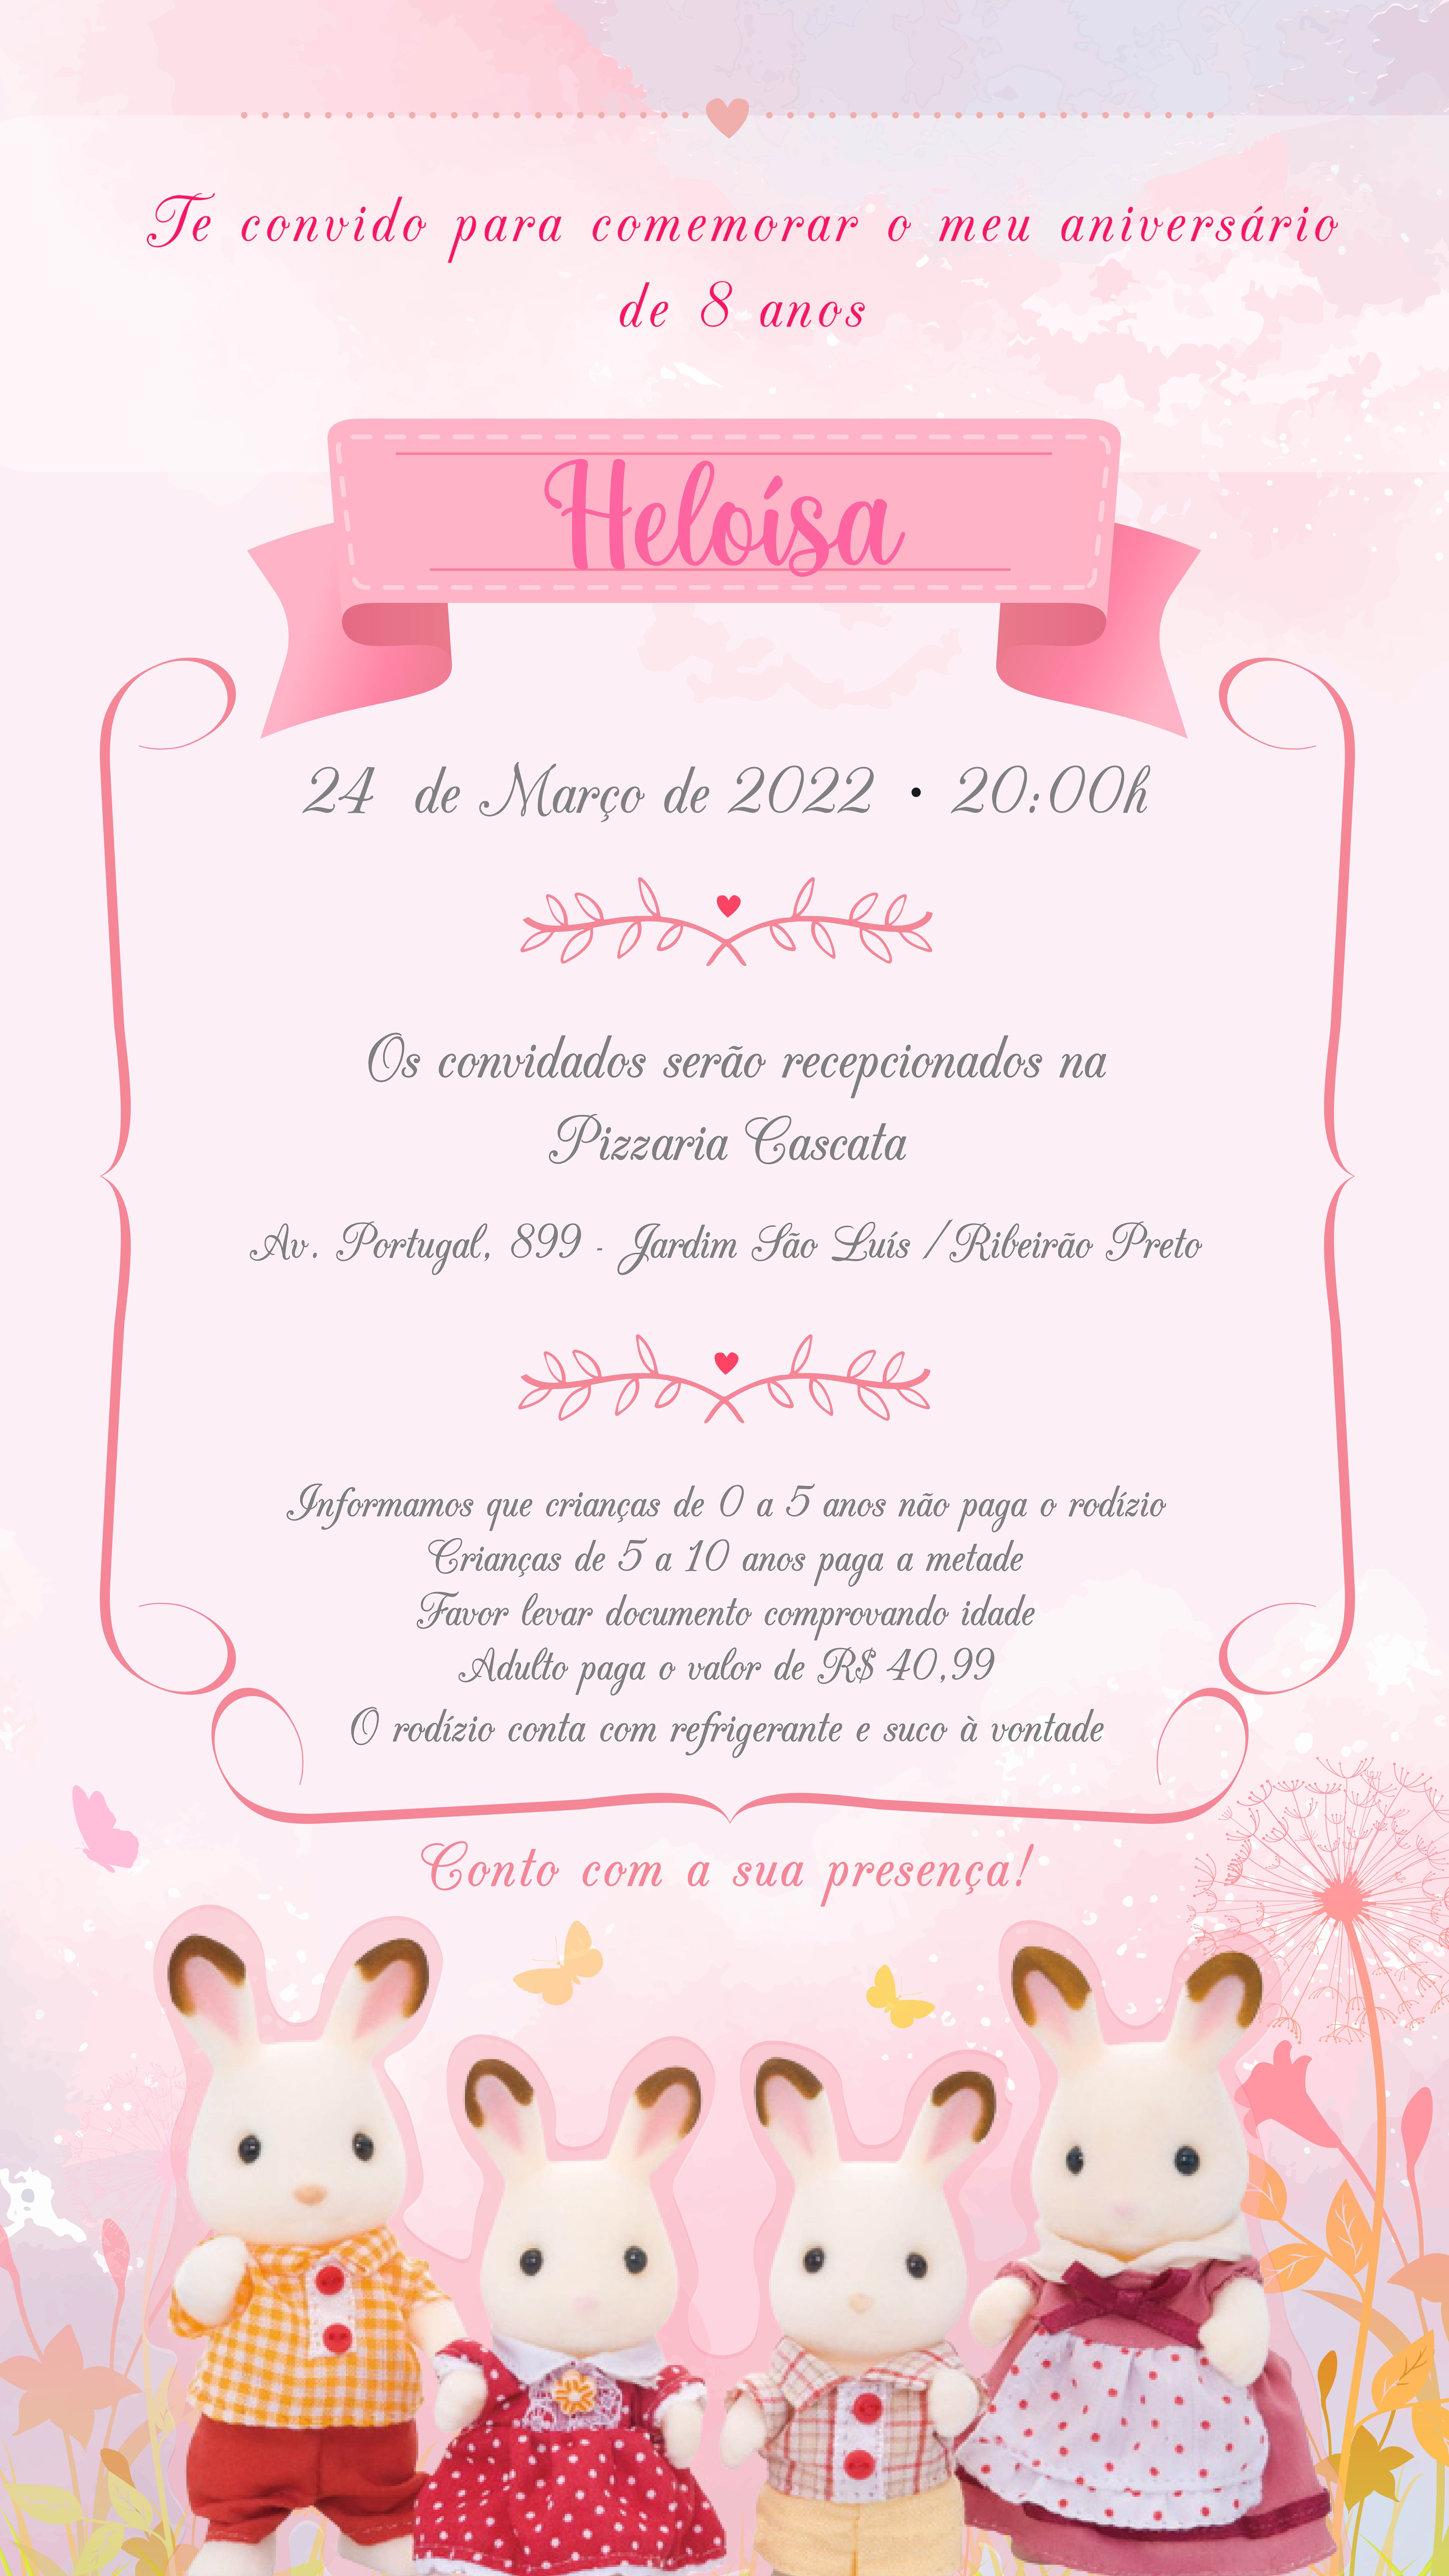 Te convido para comemorar o meu aniversário
de 8 anos
Heloísa
24 de Março de 2022 • 20:00h
Os convidados serão recepcionados na
Pizzaria Cascata
Av. Portugal, 899 - Jardim São Luís / Ribeirão Preto
Informamos que crianças de 0 a 5 anos não paga o rodízio
Crianças de 5 a 10 anos paga a metade
Favor levar documento comprovando idade
Adulto paga o valor de R$ 40,99
O rodízio conta com refrigerante e suco à vontade
Conto com a sua presença!